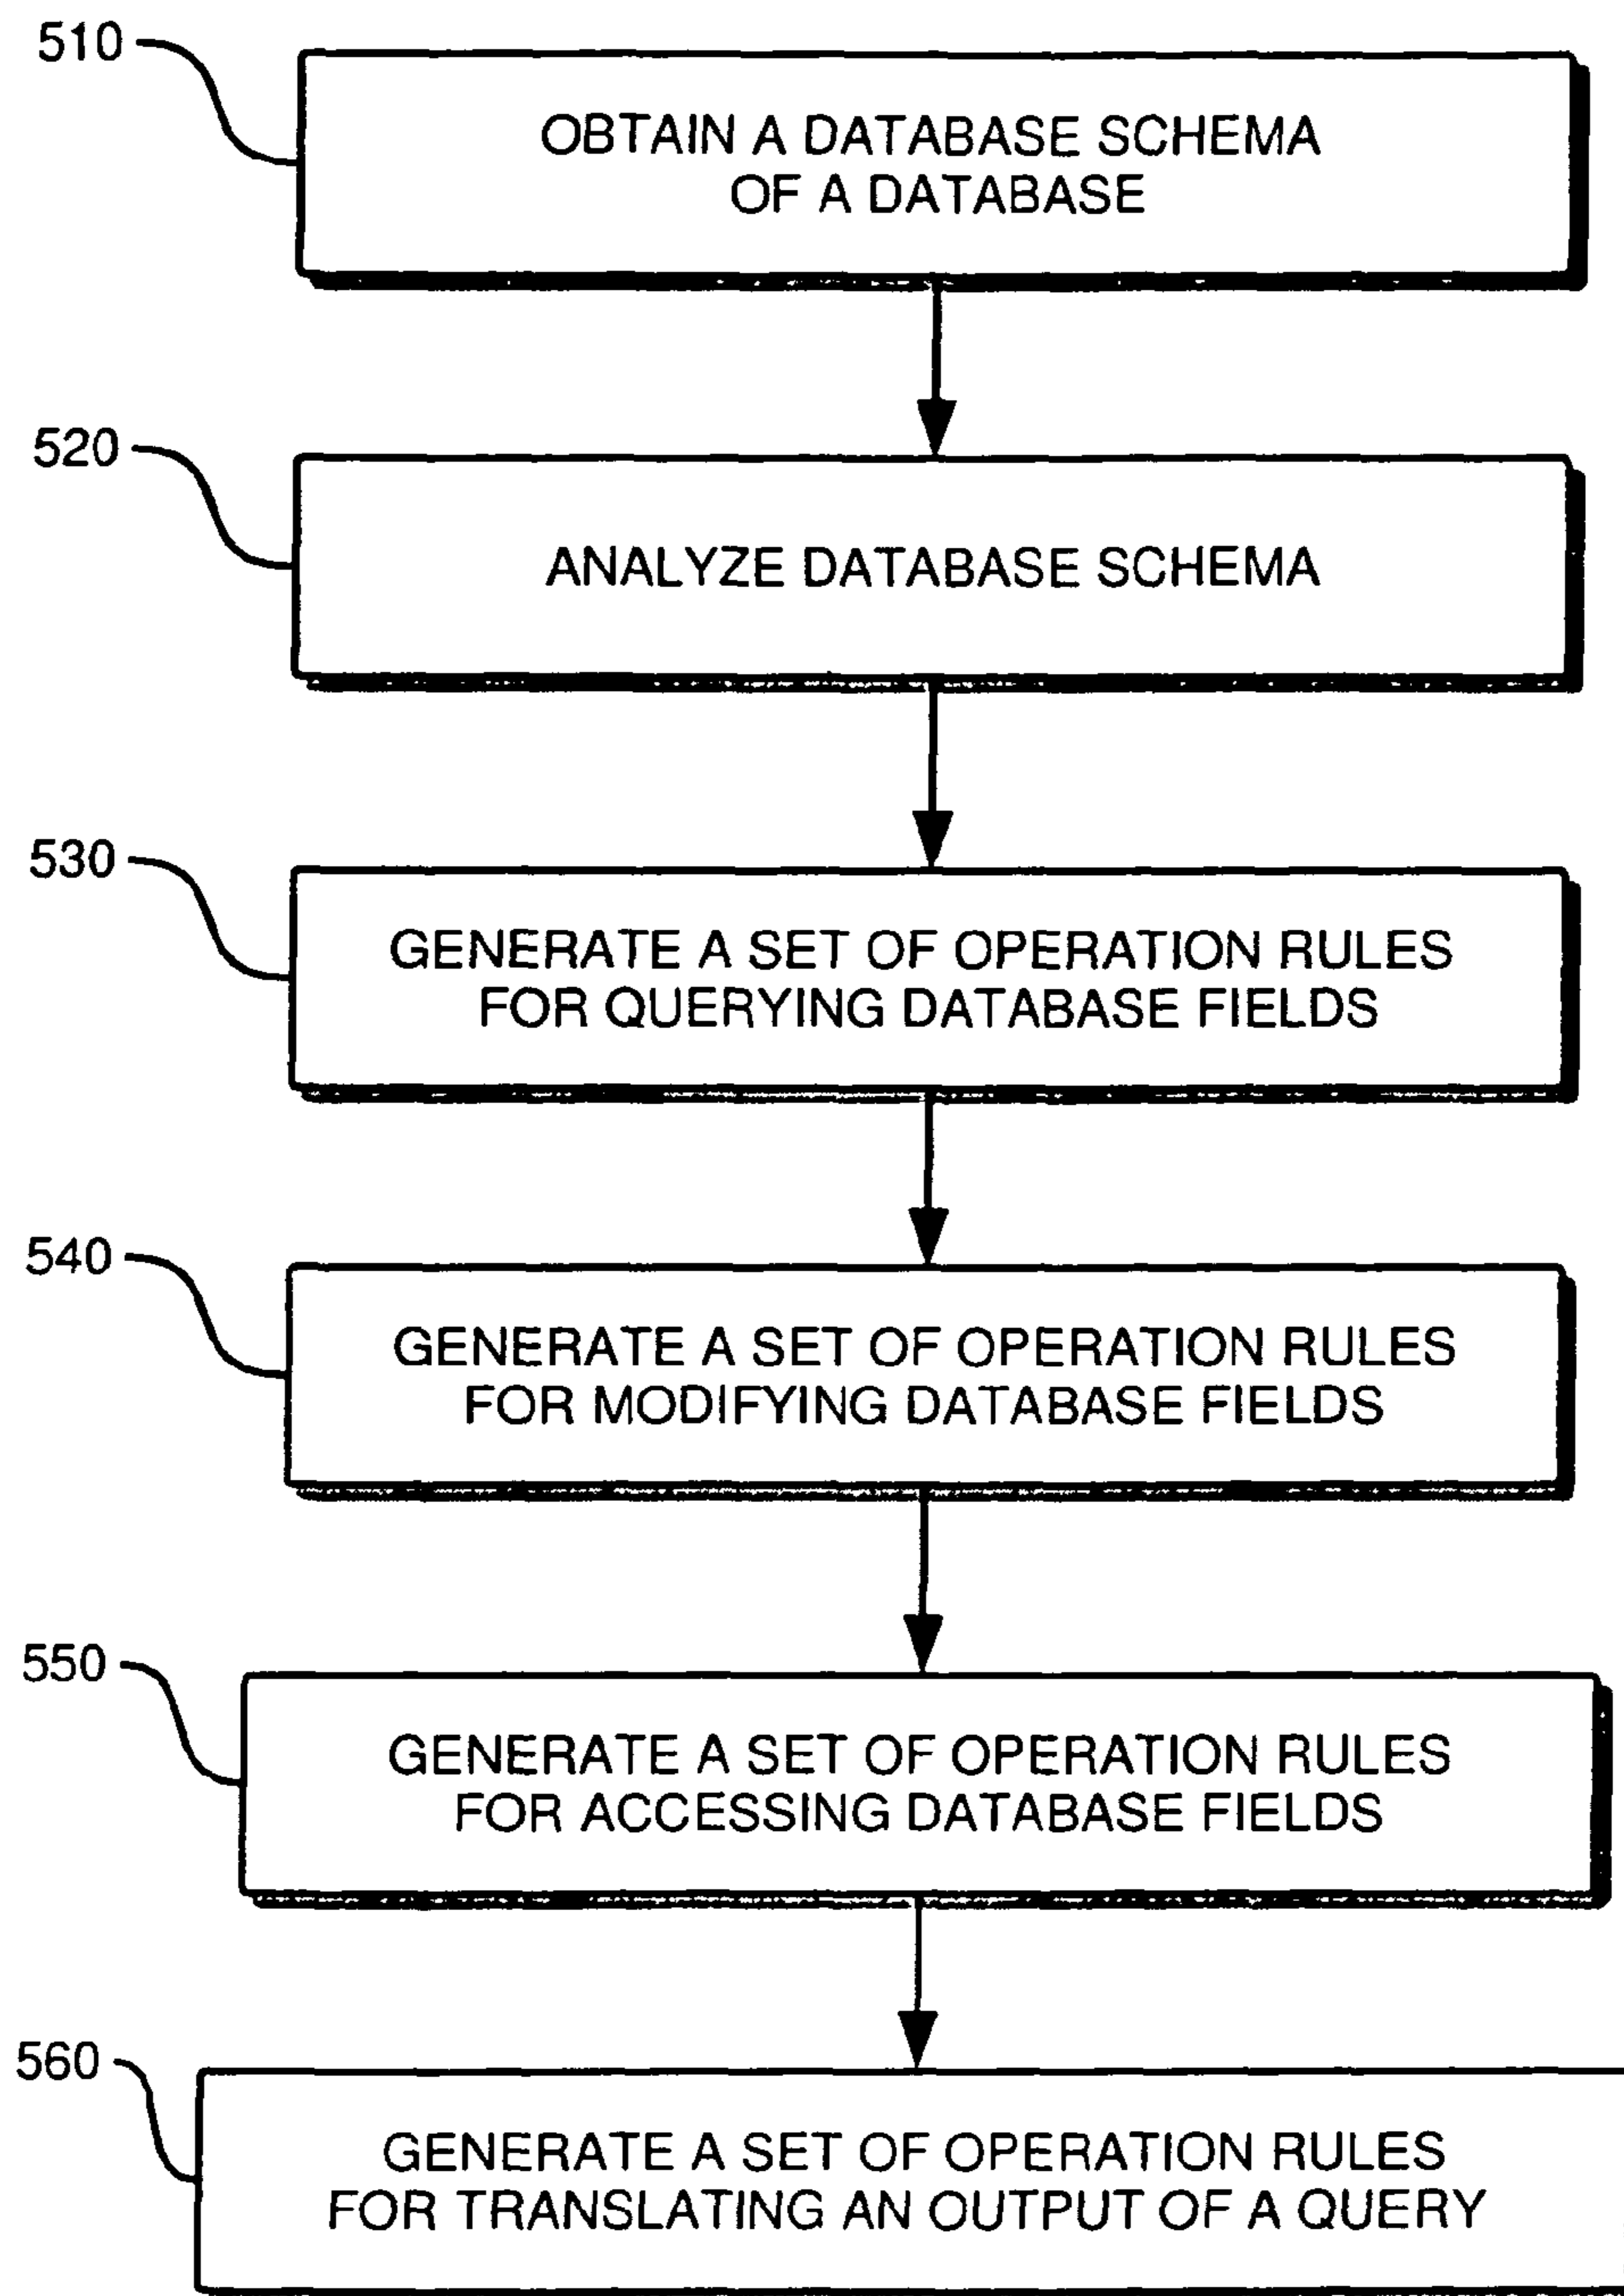 510
OBTAIN A DATABASE SCHEMA
OF A DATABASE
520
ANALYZE DATABASE SCHEMA
530
GENERATE A SET OF OPERATION RULES
FOR QUERYING DATABASE FIELDS
540
GENERATE A SET OF OPERATION RULES
FOR MODIFYING DATABASE FIELDS
550
GENERATE A SET OF OPERATION RULES
FOR ACCESSING DATABASE FIELDS
560
GENERATE A SET OF OPERATION RULES
FOR TRANSLATING AN OUTPUT OF A QUERY